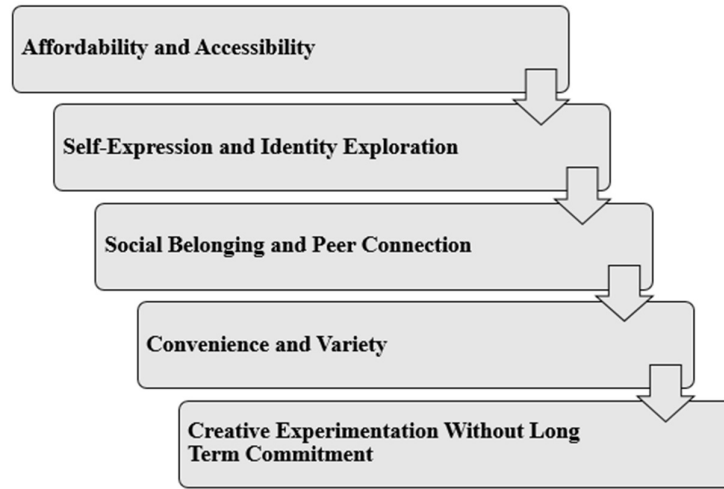 Affordability and Accessibility
Self-Expression and Identity Exploration
Social Belonging and Peer Connection
Convenience and Variety
Creative Experimentation Without Long
Term Commitment